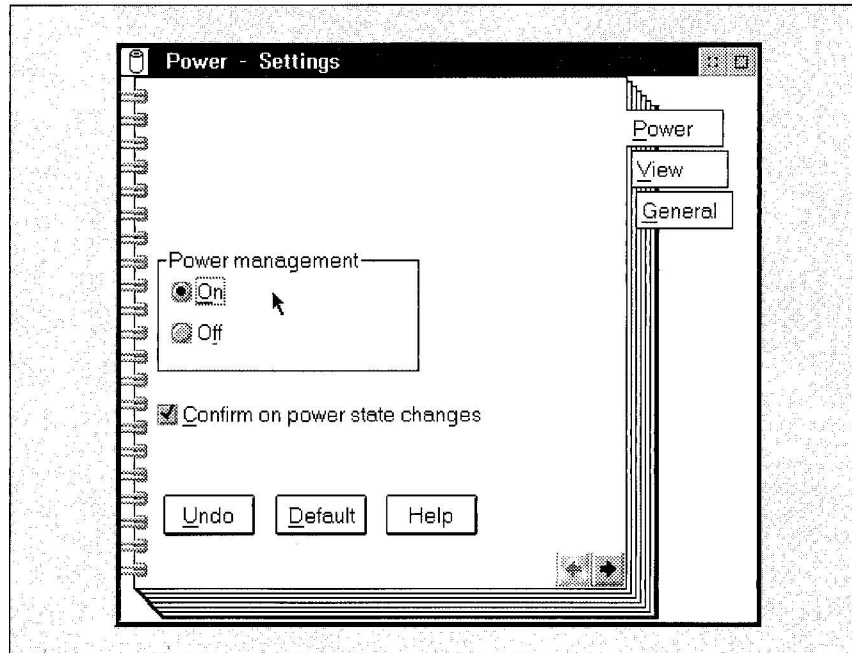 Power - Settings
Power
View
General
Power management
On
Off
Confirm on power state changes
Undo
Default
Help